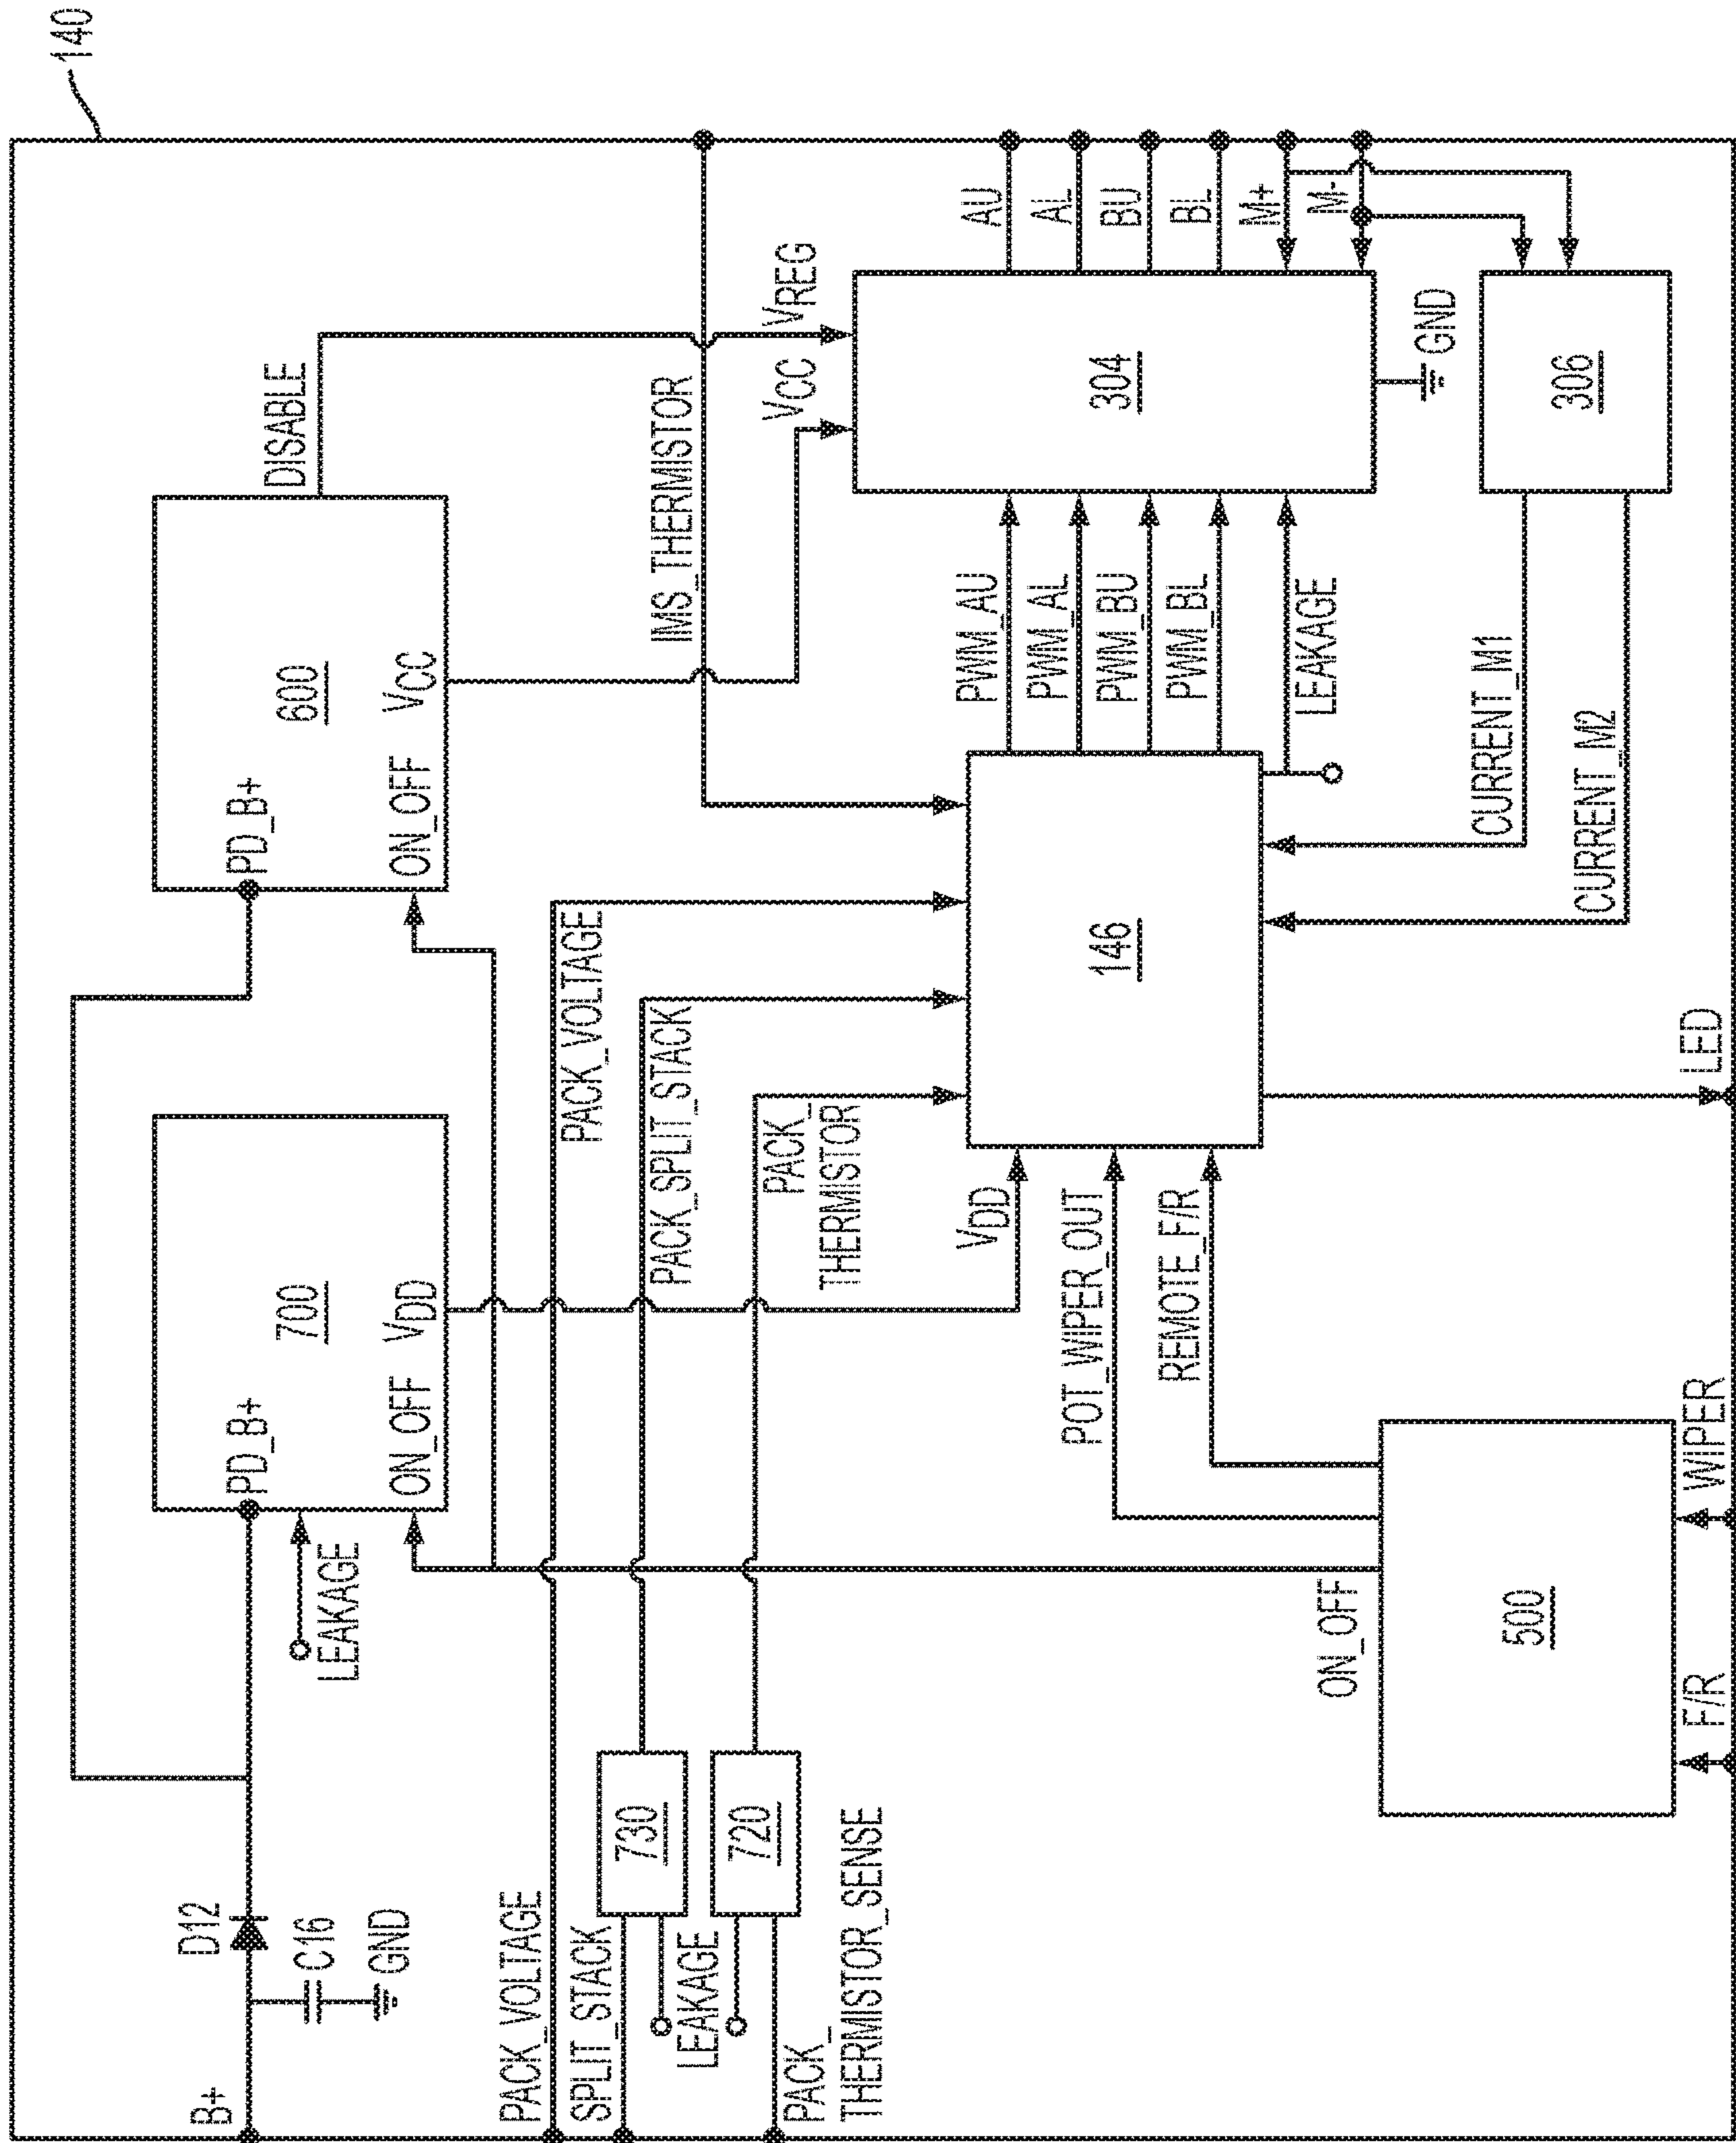 140
B+
D12
C16
GND
PD_B+
LEAKAGE
ON_OFF
700
VDD
PD_B+
ON_OFF
600
VCC
DISABLE
PACK_VOLTAGE
SPLIT_STACK
730
LEAKAGE
720
PACK_
THERMISTOR_SENSE
PACK_VOLTAGE
PACK_SPLIT_STACK
PACK_
THERMISTOR
IMS_THERMISTOR
VCC
VREG
VDD
POT_WIPER_OUT
REMOTE_F/R
146
PWM_AU
PWM_AL
PWM_BU
PWM_BL
LEAKAGE
304
AU
AL
BU
BL
M+
M-
GND
306
CURRENT_M1
CURRENT_M2
ON_OFF
500
F/R
WIPER
LED